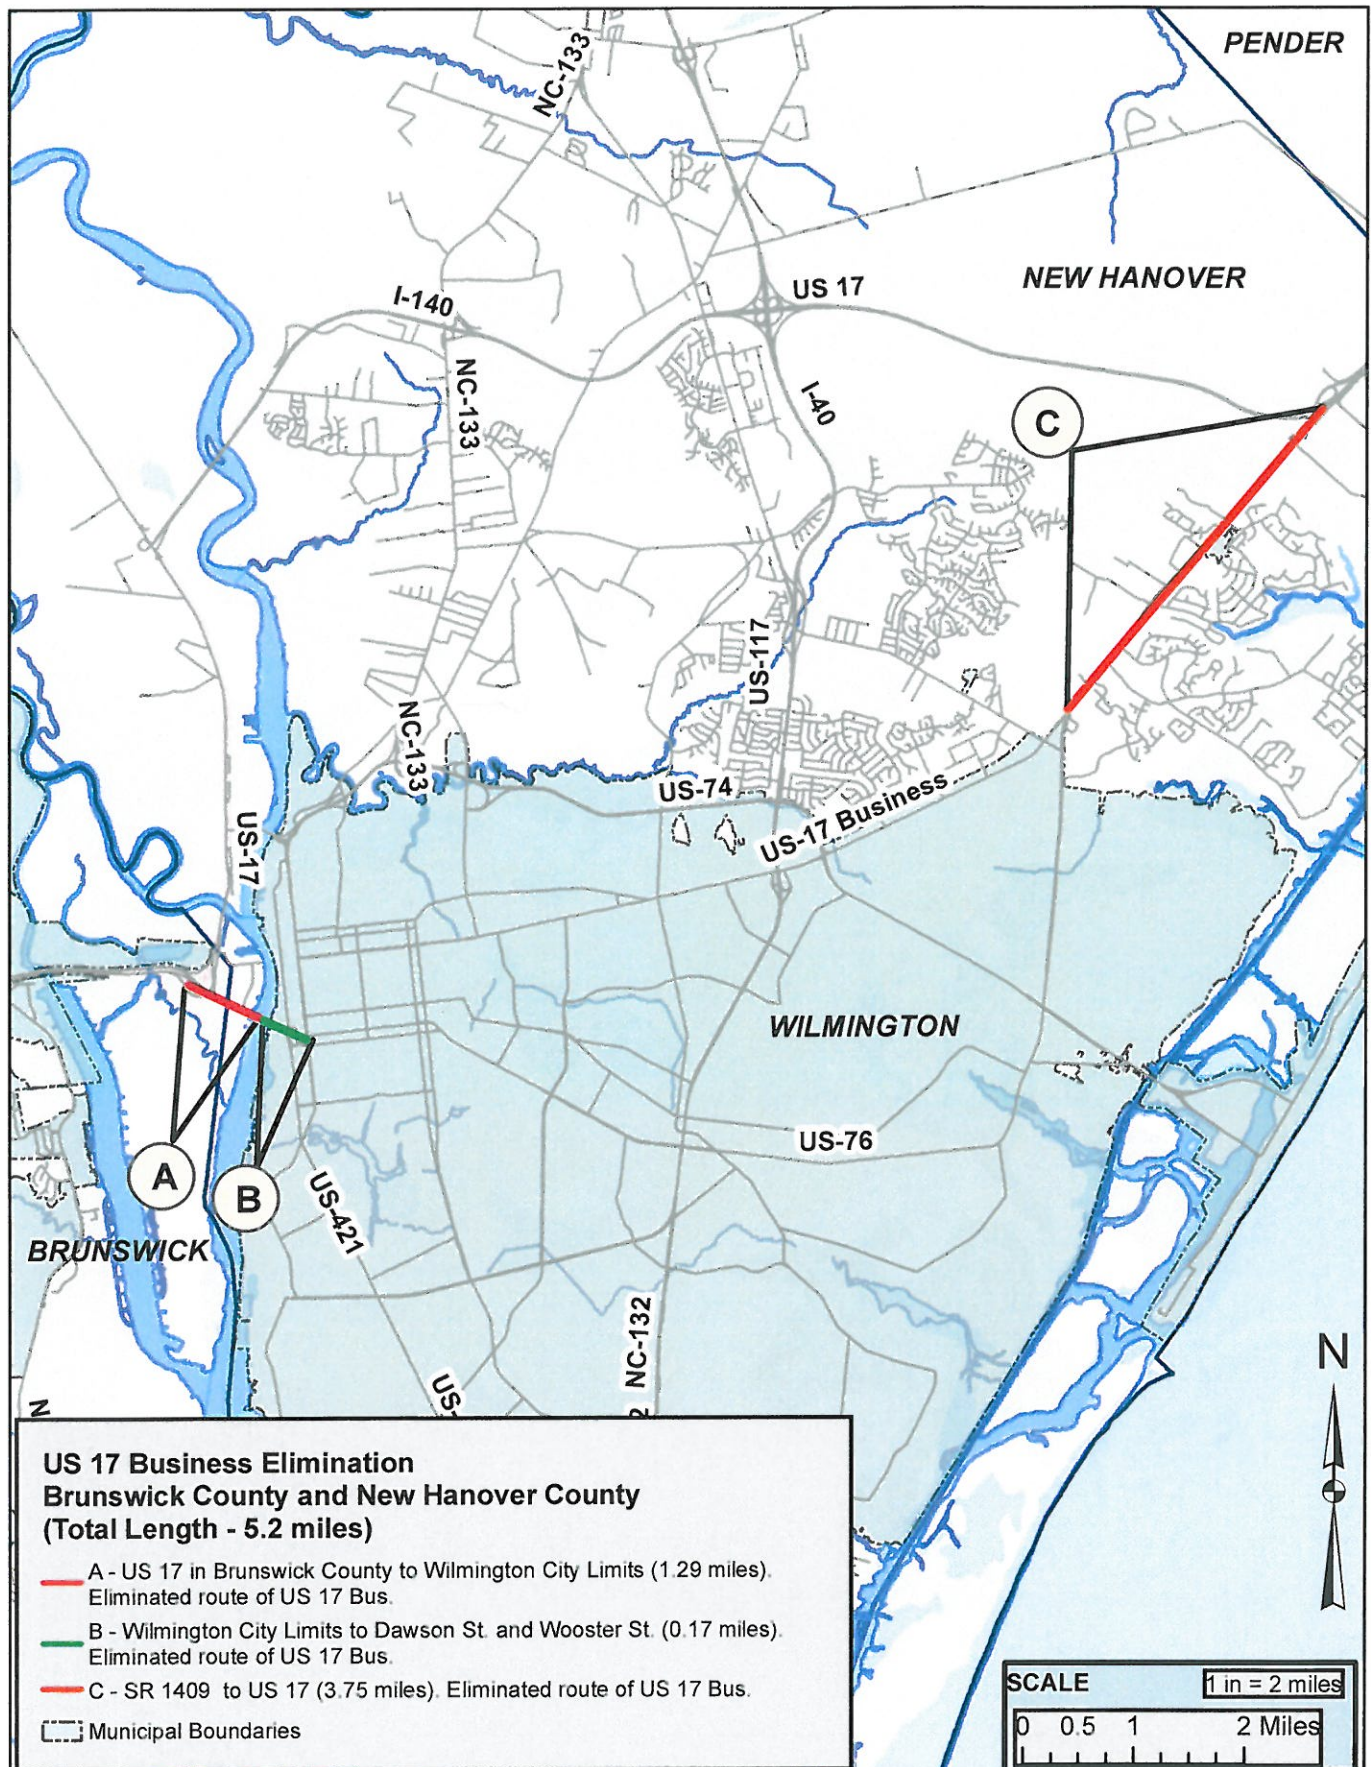 PENDER
NC-133
NEW HANOVER
US 17
I-140
NC-133
I-40
C
US-117
NC-133
US-74
US-17 Business
US-17
WILMINGTON
US-76
A
B
US-421
BRUNSWICK
NC-132
US-
2
N
N
US 17 Business Elimination
Brunswick County and New Hanover County
(Total Length - 5.2 miles)
A - US 17 in Brunswick County to Wilmington City Limits (1.29 miles).
Eliminated route of US 17 Bus.
B - Wilmington City Limits to Dawson St. and Wooster St. (0.17 miles).
Eliminated route of US 17 Bus.
C - SR 1409 to US 17 (3.75 miles). Eliminated route of US 17 Bus.
Municipal Boundaries
SCALE
1 in = 2 miles
0 0.5 1 2 Miles